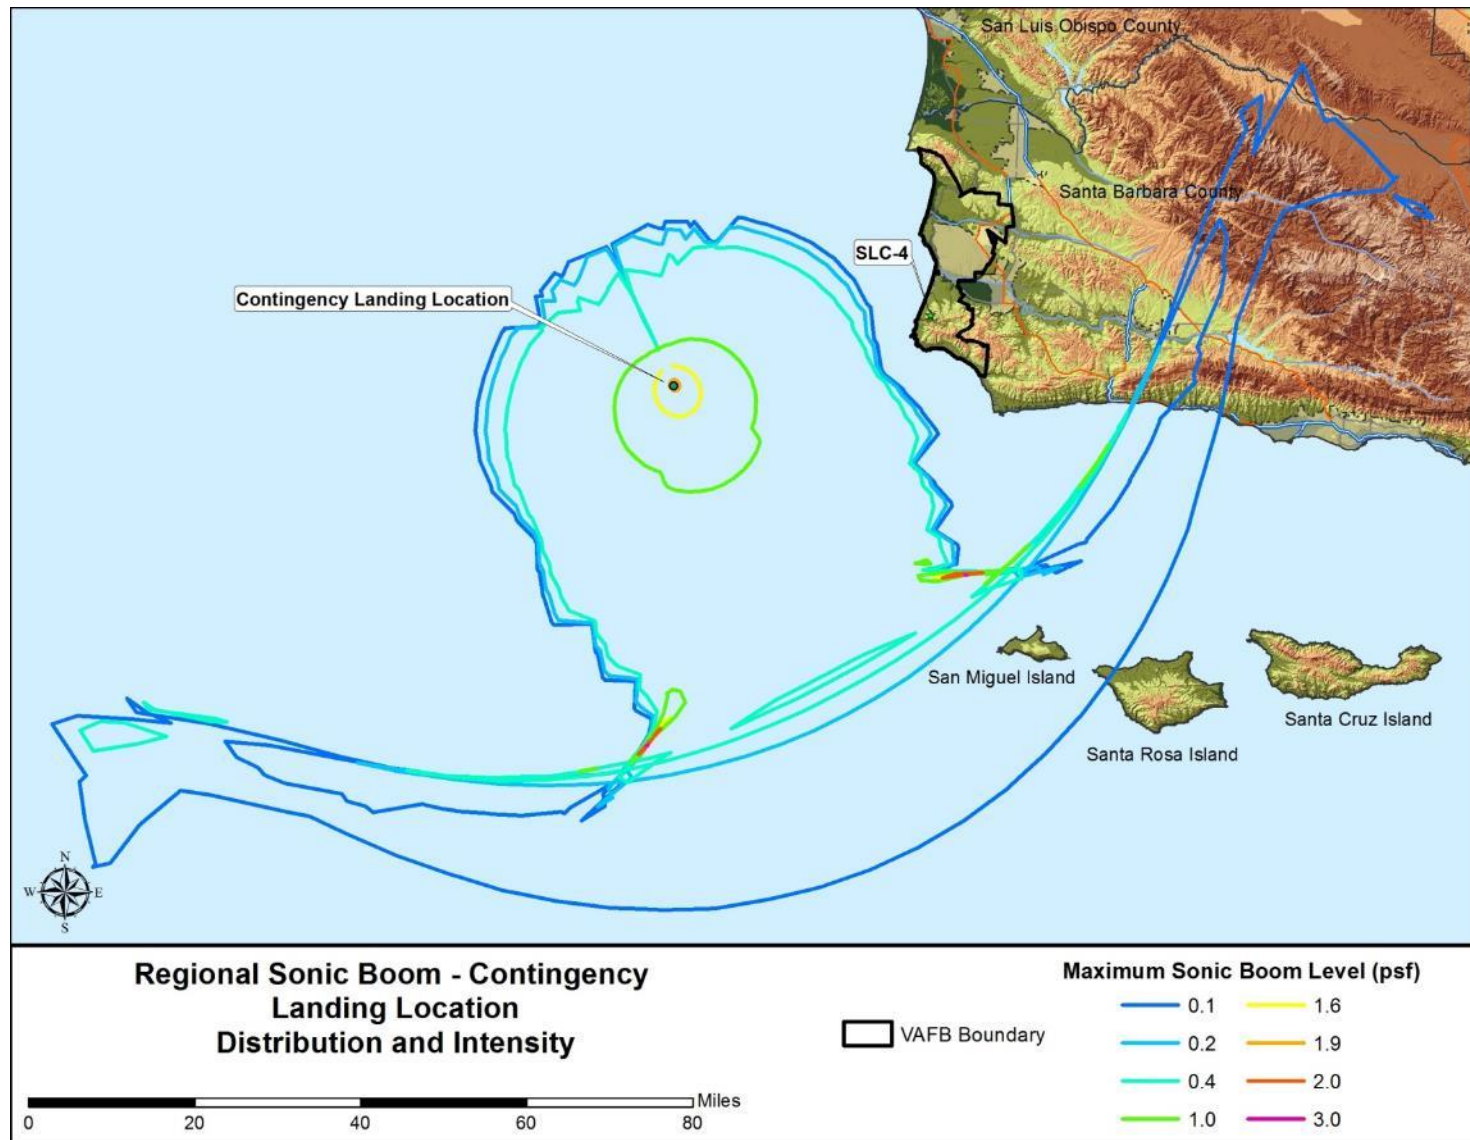 San Luis Obispo County
Santa Barbara County
SLC-4
Contingency Landing Location
San Miguel Island
Santa Rosa Island
Santa Cruz Island
N
W
E
S
Regional Sonic Boom - Contingency
Landing Location
Distribution and Intensity
0 20 40 60 80 Miles
VAFB Boundary
Maximum Sonic Boom Level (psf)
0.1 1.6
0.2 1.9
0.4 2.0
1.0 3.0